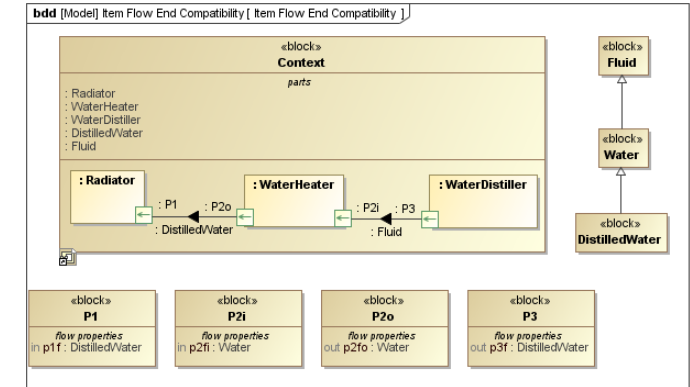 bdd [Model] Item Flow End Compatibility [ Item Flow End Compatibility ]
«block»
Context
parts
: Radiator
: WaterHeater
: WaterDistiller
: DistilledWater
: Fluid
: Radiator
: WaterHeater
: WaterDistiller
: P1
: P2o
: P2i
: P3
: DistilledWater
: Fluid
«block»
Fluid
«block»
Water
«block»
DistilledWater
«block»
P1
flow properties
in p1f : DistilledWater
«block»
P2i
flow properties
in p2fi : Water
«block»
P2o
flow properties
out p2fo : Water
«block»
P3
flow properties
out p3f : DistilledWater